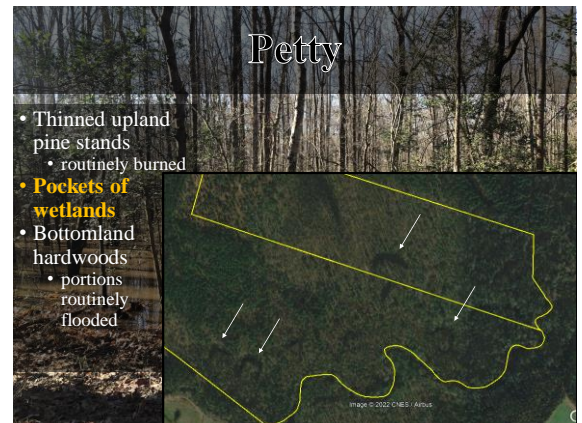 Petty
• Thinned upland
pine stands
• routinely burned
• Pockets of
wetlands
• Bottomland
hardwoods
• portions
routinely
flooded
Image © 2022 CNES / Airbus